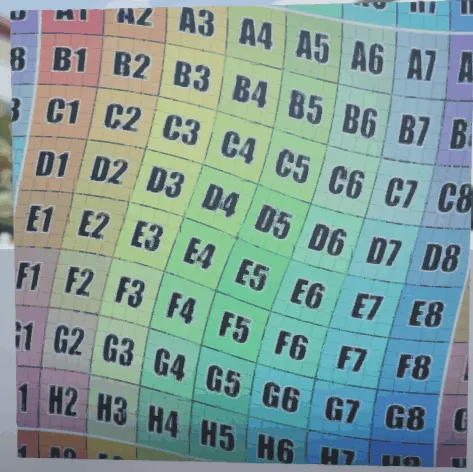 A1 A2 A3 A4 A5 A6 A7 A
8 B1 B2 B3 B4 B5 B6 B7 B
C1 C2 C3 C4 C5 C6 C7 C8
D1 D2 D3 D4 D5 D6 D7 D8
E1 E2 E3 E4 E5 E6 E7 E8
F1 F2 F3 F4 F5 F6 F7 F8
G1 G2 G3 G4 G5 G6 G7 G8
1 H2 H3 H4 H5 H6 H7 H8